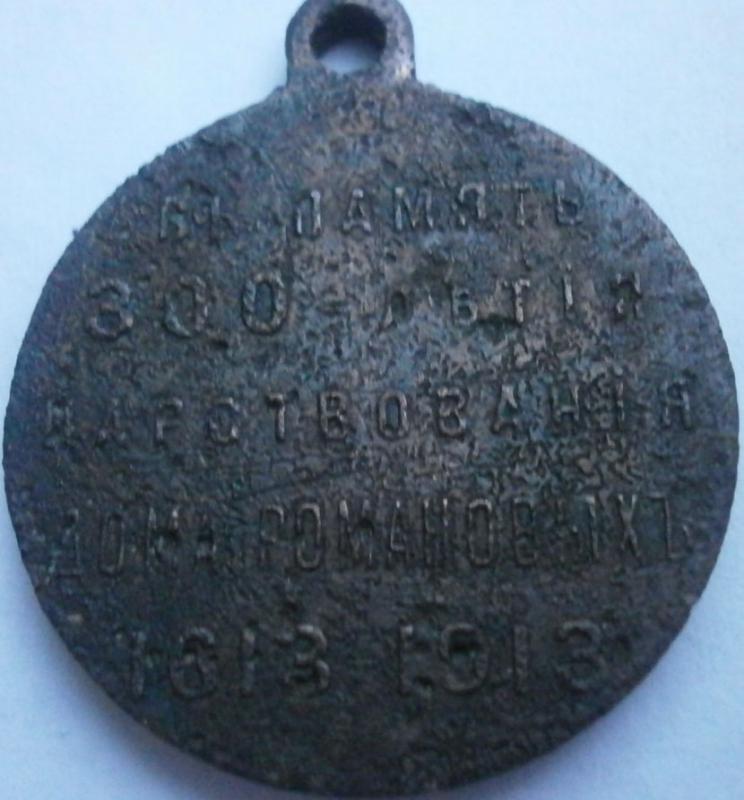 ВЪ ПАМЯТЬ
300-ЛѢТІЯ
ЦАРСТВОВАНІЯ
ДОМА РОМАНОВЫХЪ
1613-1913